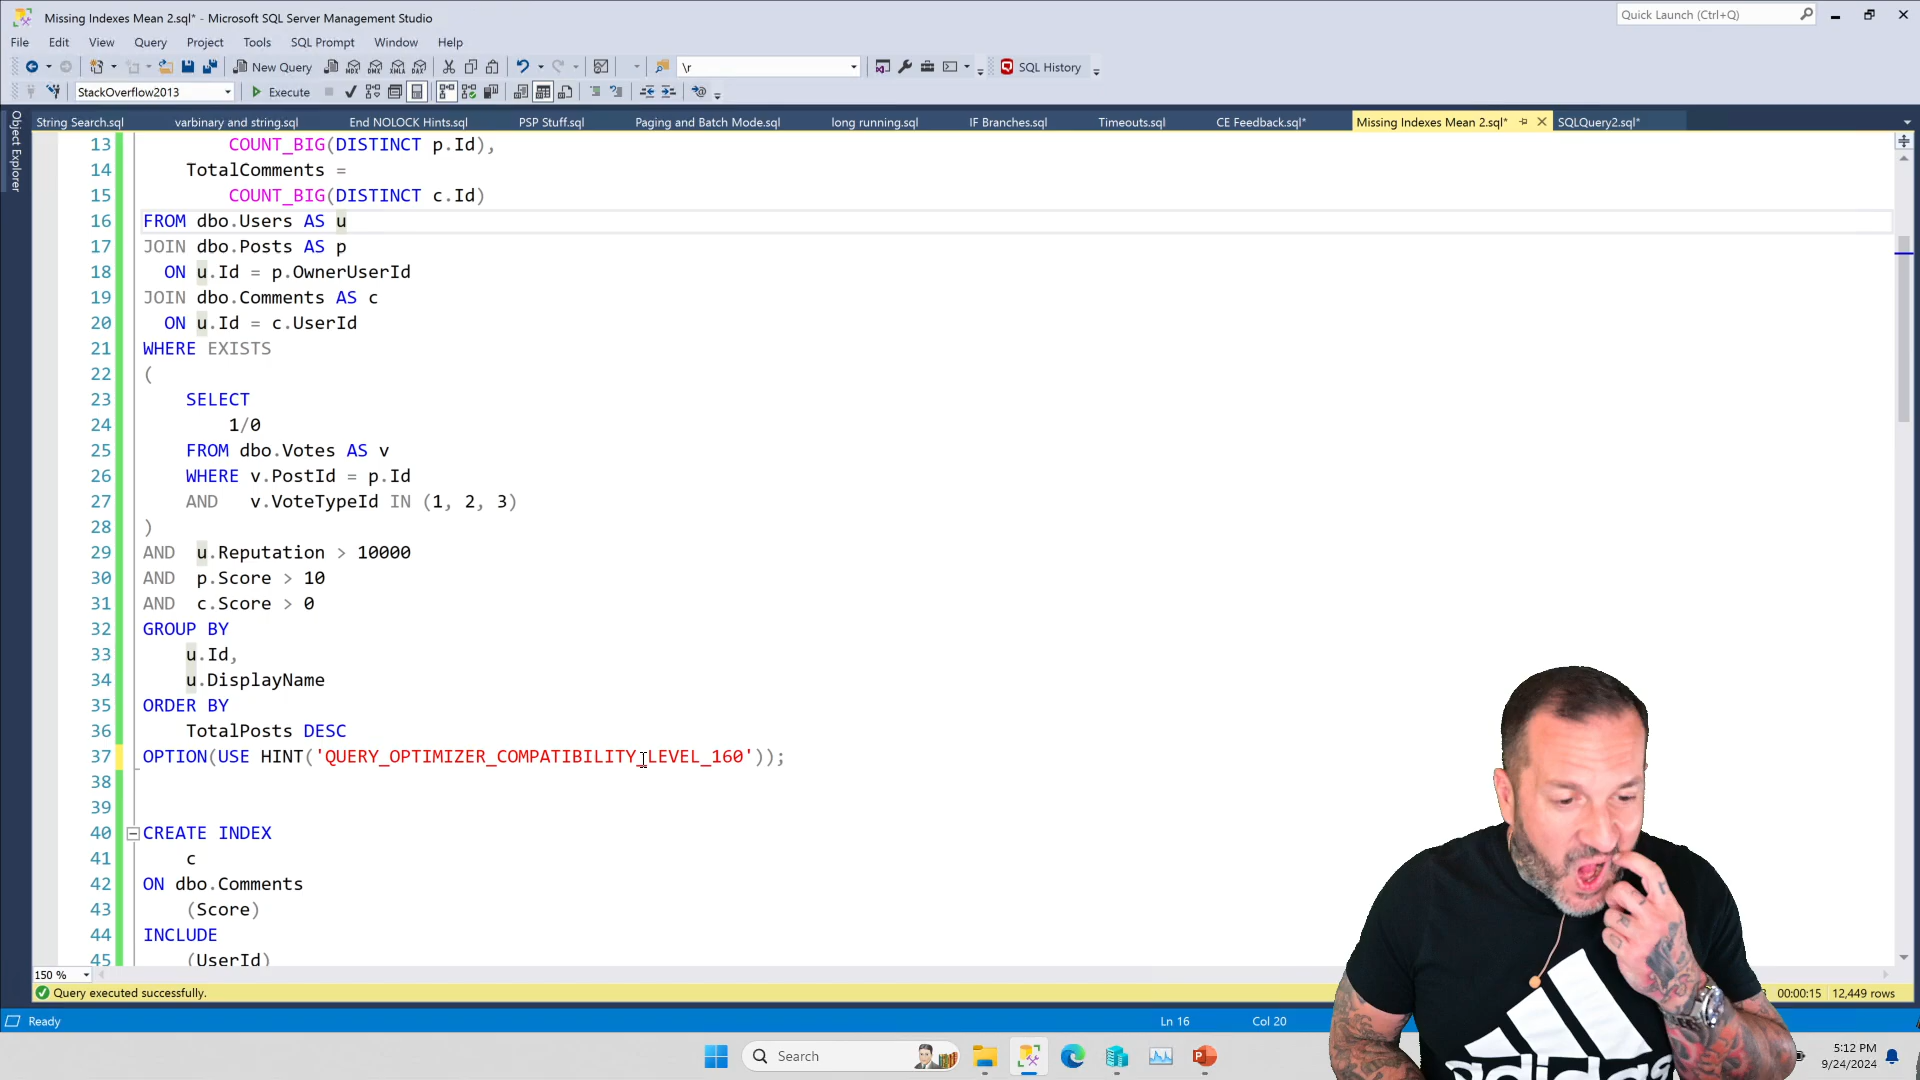 Missing Indexes Mean 2.sql* - Microsoft SQL Server Management Studio
Quick Launch (Ctrl+Q)
File Edit View Query Project Tools SQL Prompt Window Help
New Query MDX DMX XMLA DAX \r SQL History
StackOverflow2013 Execute
String Search.sql varbinary and string.sql End NOLOCK Hints.sql PSP Stuff.sql Paging and Batch Mode.sql long running.sql IF Branches.sql Timeouts.sql CE Feedback.sql* Missing Indexes Mean 2.sql* SQLQuery2.sql*
Object Explorer
13 COUNT_BIG(DISTINCT p.Id),
14 TotalComments =
15 COUNT_BIG(DISTINCT c.Id)
16 FROM dbo.Users AS u
17 JOIN dbo.Posts AS p
18 ON u.Id = p.OwnerUserId
19 JOIN dbo.Comments AS c
20 ON u.Id = c.UserId
21 WHERE EXISTS
22 (
23 SELECT
24 1/0
25 FROM dbo.Votes AS v
26 WHERE v.PostId = p.Id
27 AND v.VoteTypeId IN (1, 2, 3)
28 )
29 AND u.Reputation > 10000
30 AND p.Score > 10
31 AND c.Score > 0
32 GROUP BY
33 u.Id,
34 u.DisplayName
35 ORDER BY
36 TotalPosts DESC
37 OPTION(USE HINT('QUERY_OPTIMIZER_COMPATIBILITY_LEVEL_160'));
38
39
40 CREATE INDEX
41 c
42 ON dbo.Comments
43 (Score)
44 INCLUDE
45 (UserId)
150 %
Query executed successfully. 00:00:15 12,449 rows
Ready Ln 16 Col 20
Search
5:12 PM
9/24/2024
adidas